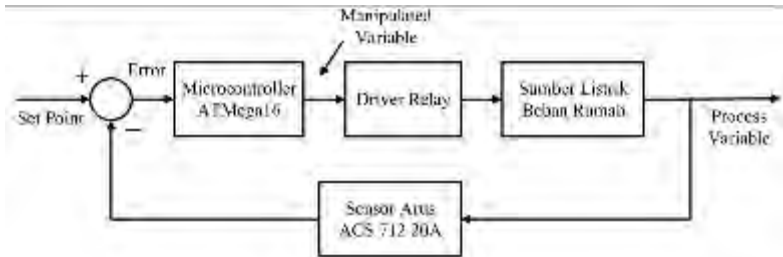 Manipulated
Variable
+
Error
Microcontroller
ATMega16
Driver Relay
Sumber Listrik
Beban Rumah
Set Point
−
Process
Variable
Sensor Arus
ACS 712 20A